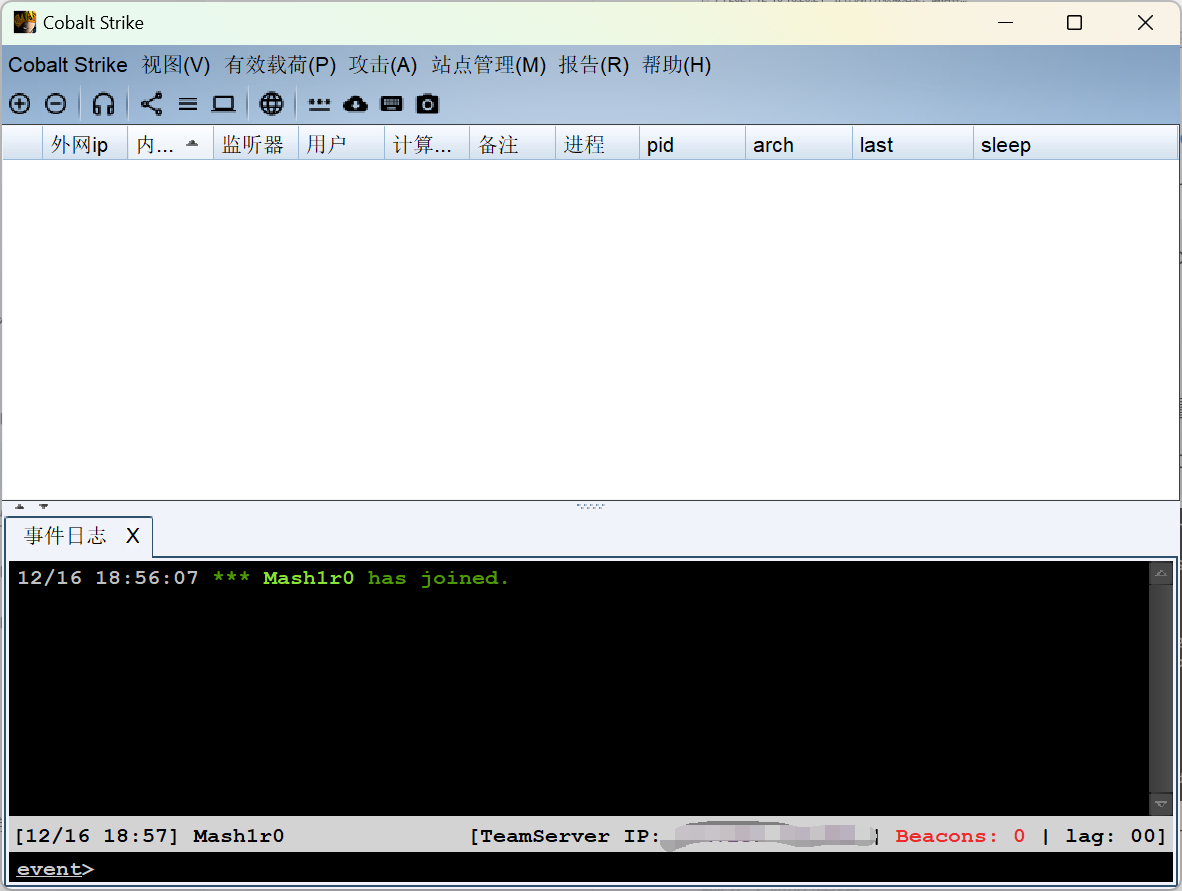 Cobalt Strike
Cobalt Strike 视图(V) 有效载荷(P) 攻击(A) 站点管理(M) 报告(R) 帮助(H)
外网ip 内... 监听器 用户 计算... 备注 进程 pid arch last sleep
事件日志 X
12/16 18:56:07 *** Mash1r0 has joined.
[12/16 18:57] Mash1r0 [TeamServer IP: | Beacons: 0 | lag: 00]
event>